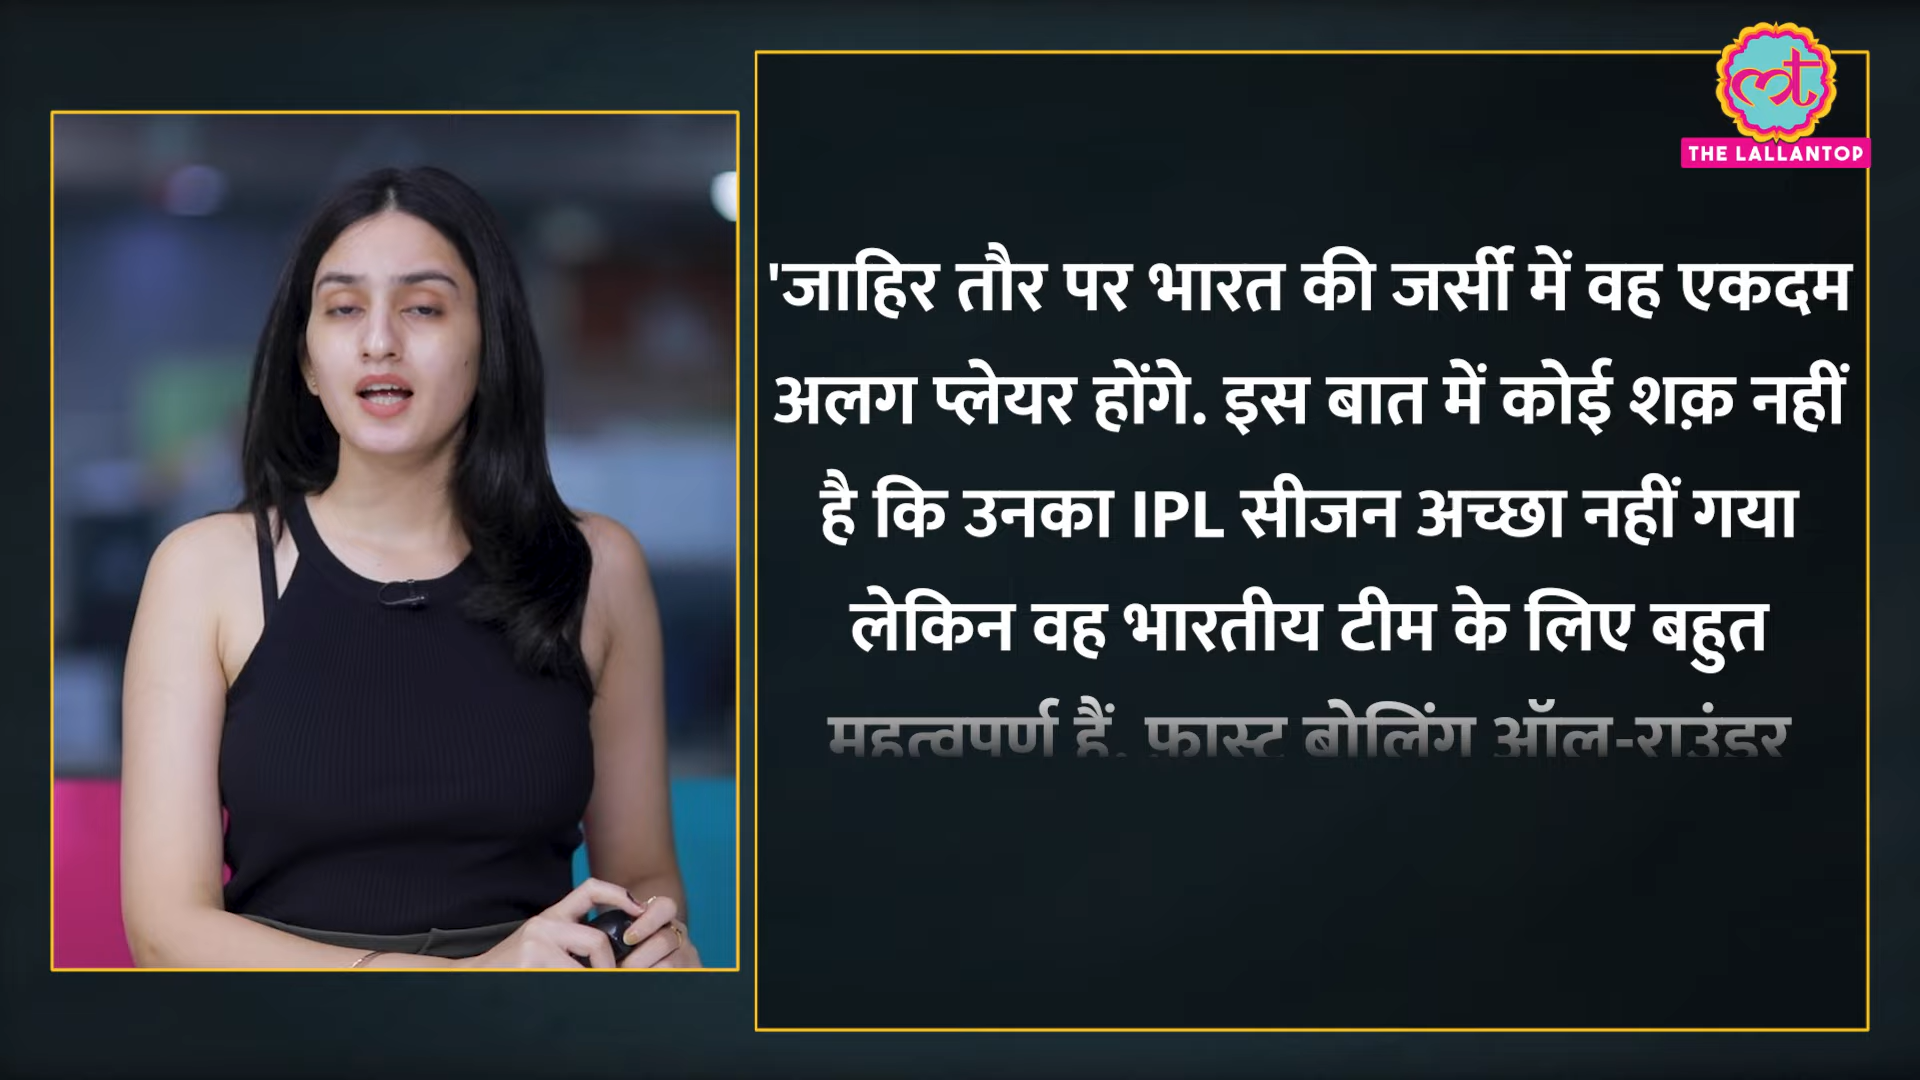 THE LALLANTOP
'जाहिर तौर पर भारत की जर्सी में वह एकदम
अलग प्लेयर होंगे. इस बात में कोई शक़ नहीं
है कि उनका IPL सीजन अच्छा नहीं गया
लेकिन वह भारतीय टीम के लिए बहुत
महत्वपूर्ण हैं. फ़ास्ट बोलिंग ऑल-राउंडर